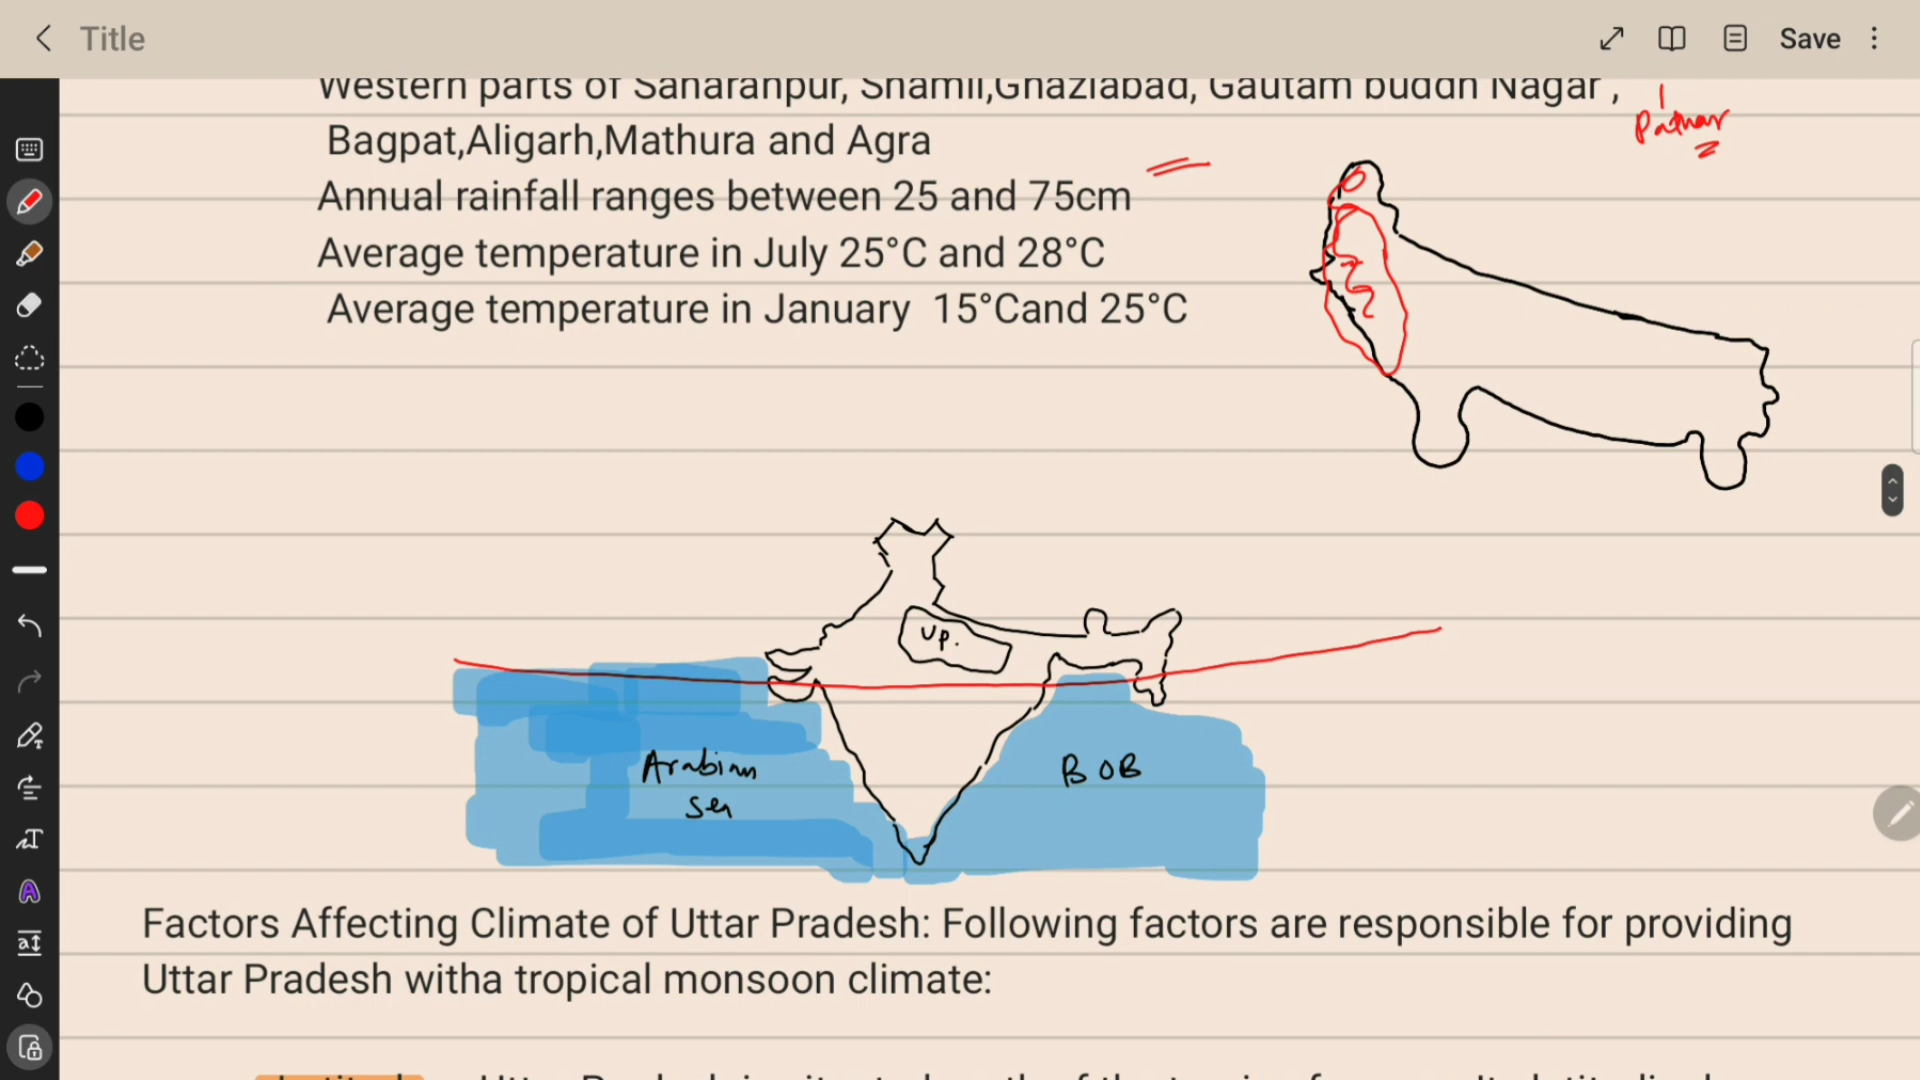 Title
Save
Western parts of Saharanpur, Shamli,Ghaziabad, Gautam buddh Nagar ,
Bagpat,Aligarh,Mathura and Agra
Annual rainfall ranges between 25 and 75cm
Average temperature in July 25°C and 28°C
Average temperature in January 15°Cand 25°C
UP.
Arabian
Sea
BOB
Factors Affecting Climate of Uttar Pradesh: Following factors are responsible for providing
Uttar Pradesh witha tropical monsoon climate: